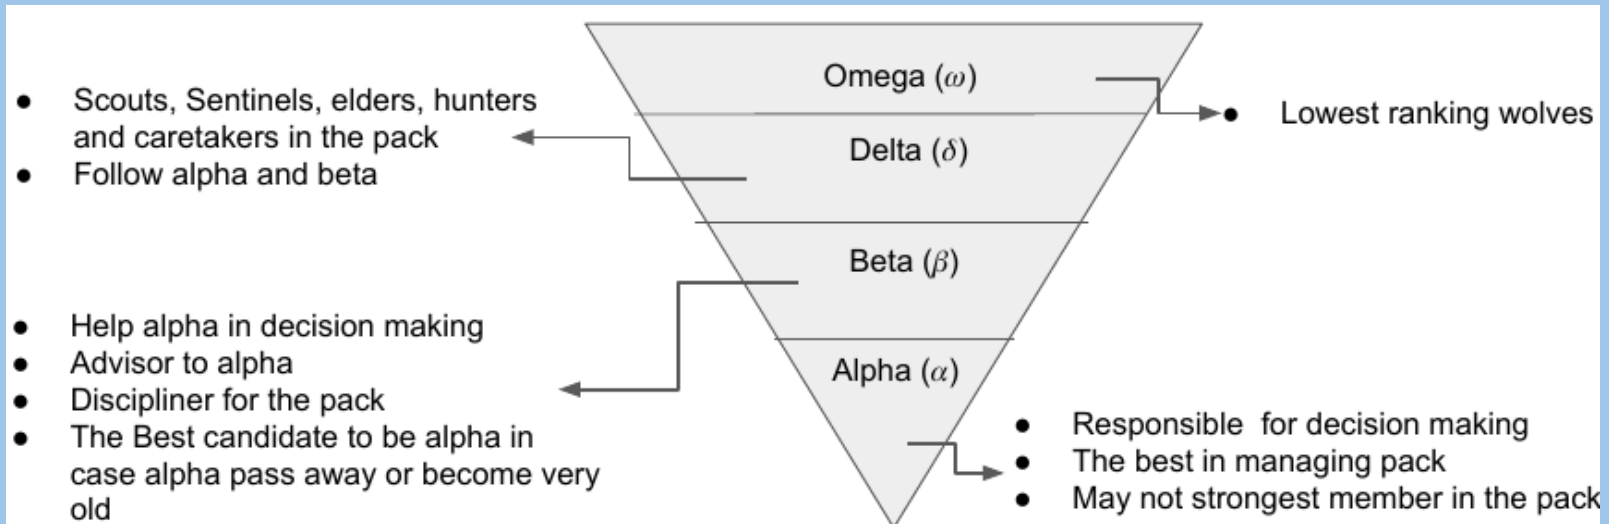 Omega (ω)
● Scouts, Sentinels, elders, hunters
and caretakers in the pack
● Follow alpha and beta
● Lowest ranking wolves
Delta (δ)
Beta (β)
● Help alpha in decision making
● Advisor to alpha
● Discipliner for the pack
● The Best candidate to be alpha in
case alpha pass away or become very
old
Alpha (α)
● Responsible for decision making
● The best in managing pack
● May not strongest member in the pack